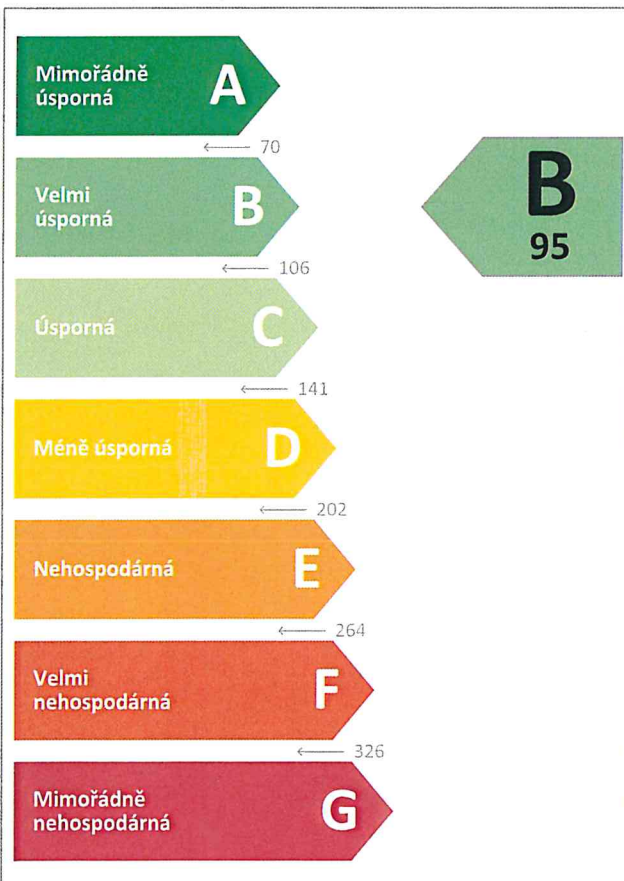 Mimořádně
úsporná
A
← 70
Velmi
úsporná
B
← 106
B
95
Úsporná
C
← 141
Méně úsporná
D
← 202
Nehospodárná
E
← 264
Velmi
nehospodárná
F
← 326
Mimořádně
nehospodárná
G